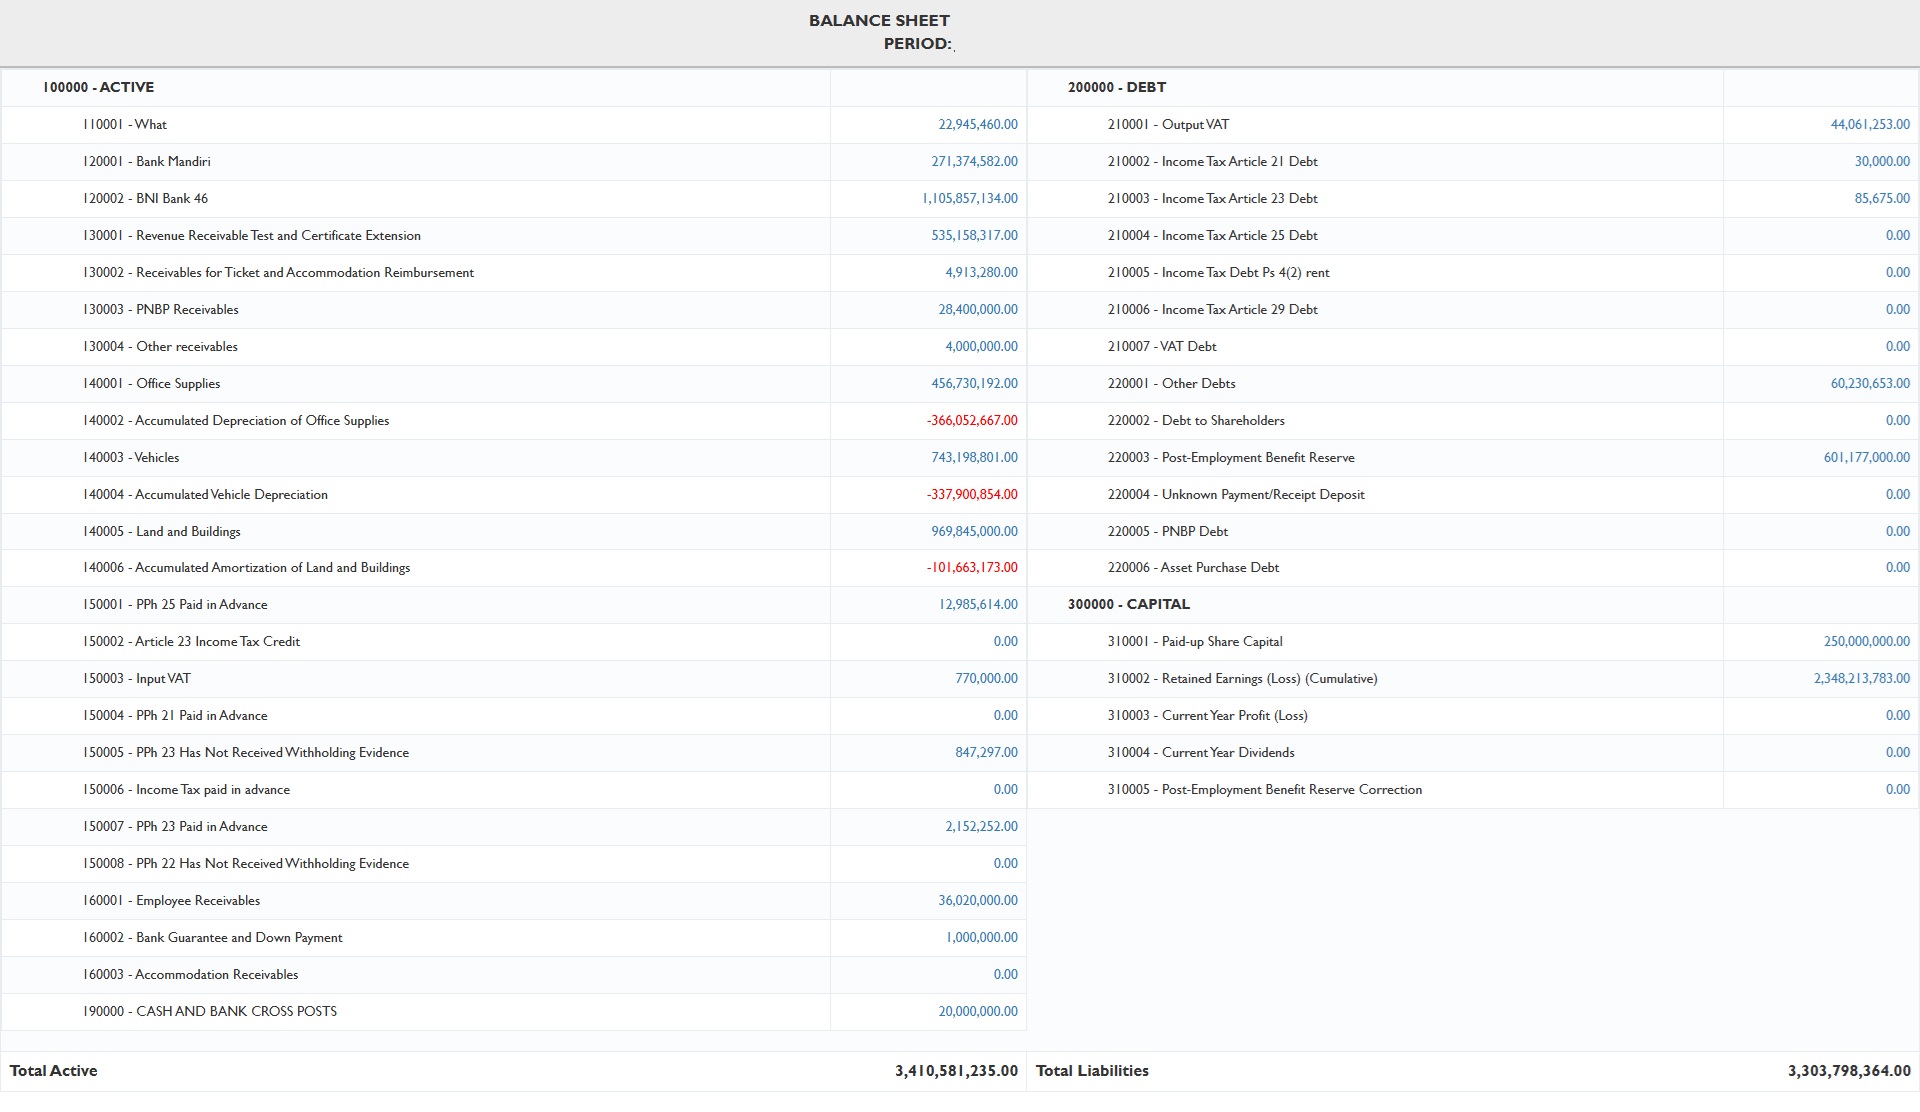 BALANCE SHEET
PERIOD:
100000 - ACTIVE
110001 - What 22,945,460.00
120001 - Bank Mandiri 271,374,582.00
120002 - BNI Bank 46 1,105,857,134.00
130001 - Revenue Receivable Test and Certificate Extension 535,158,317.00
130002 - Receivables for Ticket and Accommodation Reimbursement 4,913,280.00
130003 - PNBP Receivables 28,400,000.00
130004 - Other receivables 4,000,000.00
140001 - Office Supplies 456,730,192.00
140002 - Accumulated Depreciation of Office Supplies -366,052,667.00
140003 - Vehicles 743,198,801.00
140004 - Accumulated Vehicle Depreciation -337,900,854.00
140005 - Land and Buildings 969,845,000.00
140006 - Accumulated Amortization of Land and Buildings -101,663,173.00
150001 - PPh 25 Paid in Advance 12,985,614.00
150002 - Article 23 Income Tax Credit 0.00
150003 - Input VAT 770,000.00
150004 - PPh 21 Paid in Advance 0.00
150005 - PPh 23 Has Not Received Withholding Evidence 847,297.00
150006 - Income Tax paid in advance 0.00
150007 - PPh 23 Paid in Advance 2,152,252.00
150008 - PPh 22 Has Not Received Withholding Evidence 0.00
160001 - Employee Receivables 36,020,000.00
160002 - Bank Guarantee and Down Payment 1,000,000.00
160003 - Accommodation Receivables 0.00
190000 - CASH AND BANK CROSS POSTS 20,000,000.00
Total Active 3,410,581,235.00
200000 - DEBT
210001 - Output VAT 44,061,253.00
210002 - Income Tax Article 21 Debt 30,000.00
210003 - Income Tax Article 23 Debt 85,675.00
210004 - Income Tax Article 25 Debt 0.00
210005 - Income Tax Debt Ps 4(2) rent 0.00
210006 - Income Tax Article 29 Debt 0.00
210007 - VAT Debt 0.00
220001 - Other Debts 60,230,653.00
220002 - Debt to Shareholders 0.00
220003 - Post-Employment Benefit Reserve 601,177,000.00
220004 - Unknown Payment/Receipt Deposit 0.00
220005 - PNBP Debt 0.00
220006 - Asset Purchase Debt 0.00
300000 - CAPITAL
310001 - Paid-up Share Capital 250,000,000.00
310002 - Retained Earnings (Loss) (Cumulative) 2,348,213,783.00
310003 - Current Year Profit (Loss) 0.00
310004 - Current Year Dividends 0.00
310005 - Post-Employment Benefit Reserve Correction 0.00
Total Liabilities 3,303,798,364.00